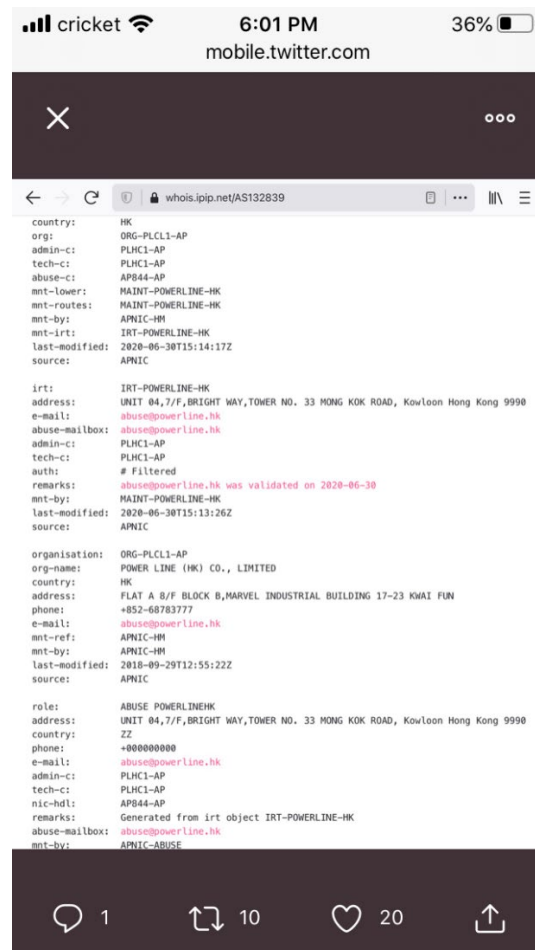 cricket 6:01 PM 36%
mobile.twitter.com
whois.ipip.net/AS132839
country: HK
org: ORG-PLCL1-AP
admin-c: PLHC1-AP
tech-c: PLHC1-AP
abuse-c: AP844-AP
mnt-lower: MAINT-POWERLINE-HK
mnt-routes: MAINT-POWERLINE-HK
mnt-by: APNIC-HM
mnt-irt: IRT-POWERLINE-HK
last-modified: 2020-06-30T15:14:17Z
source: APNIC
irt: IRT-POWERLINE-HK
address: UNIT 04,7/F,BRIGHT WAY,TOWER NO. 33 MONG KOK ROAD, Kowloon Hong Kong 9990
e-mail: abuse@powerline.hk
abuse-mailbox: abuse@powerline.hk
admin-c: PLHC1-AP
tech-c: PLHC1-AP
auth: # Filtered
remarks: abuse@powerline.hk was validated on 2020-06-30
mnt-by: MAINT-POWERLINE-HK
last-modified: 2020-06-30T15:13:26Z
source: APNIC
organisation: ORG-PLCL1-AP
org-name: POWER LINE (HK) CO., LIMITED
country: HK
address: FLAT A 8/F BLOCK B,MARVEL INDUSTRIAL BUILDING 17-23 KWAI FUN
phone: +852-68783777
e-mail: abuse@powerline.hk
mnt-ref: APNIC-HM
mnt-by: APNIC-HM
last-modified: 2018-09-29T12:55:22Z
source: APNIC
role: ABUSE POWERLINEHK
address: UNIT 04,7/F,BRIGHT WAY,TOWER NO. 33 MONG KOK ROAD, Kowloon Hong Kong 9990
country: ZZ
phone: +000000000
e-mail: abuse@powerline.hk
admin-c: PLHC1-AP
tech-c: PLHC1-AP
nic-hdl: AP844-AP
remarks: Generated from irt object IRT-POWERLINE-HK
abuse-mailbox: abuse@powerline.hk
mnt-by: APNIC-ABUSE
1 10 20